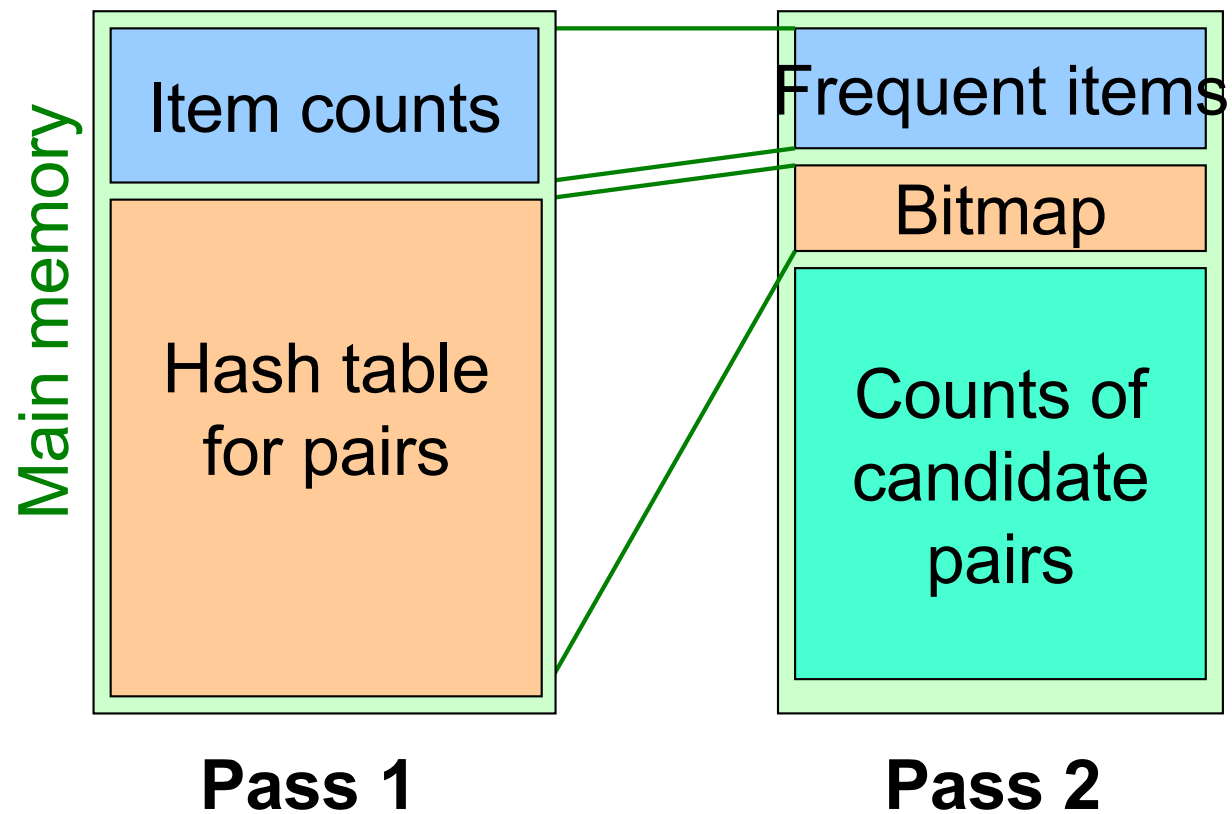 Main memory
Item counts
Hash table
for pairs
Pass 1
Frequent items
Bitmap
Counts of
candidate
pairs
Pass 2